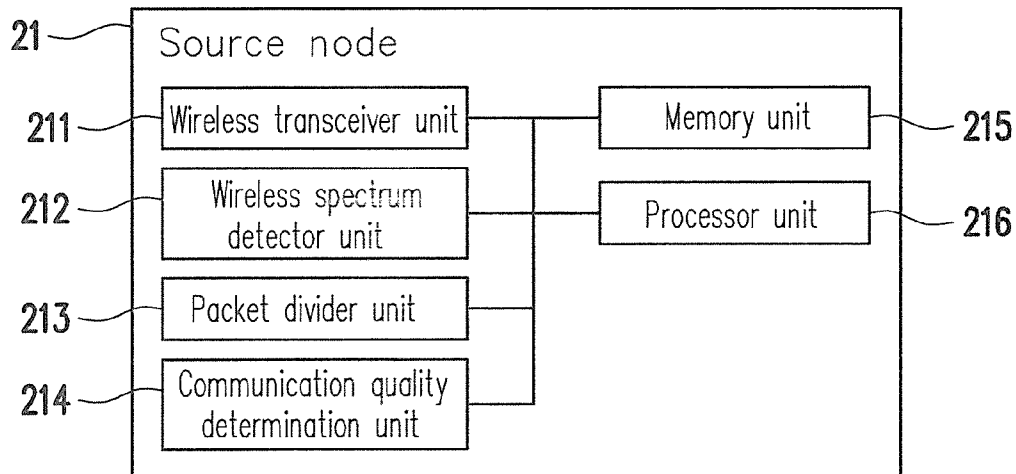 21
Source node
211
Wireless transceiver unit
Memory unit
215
212
Wireless spectrum
detector unit
Processor unit
216
213
Packet divider unit
214
Communication quality
determination unit